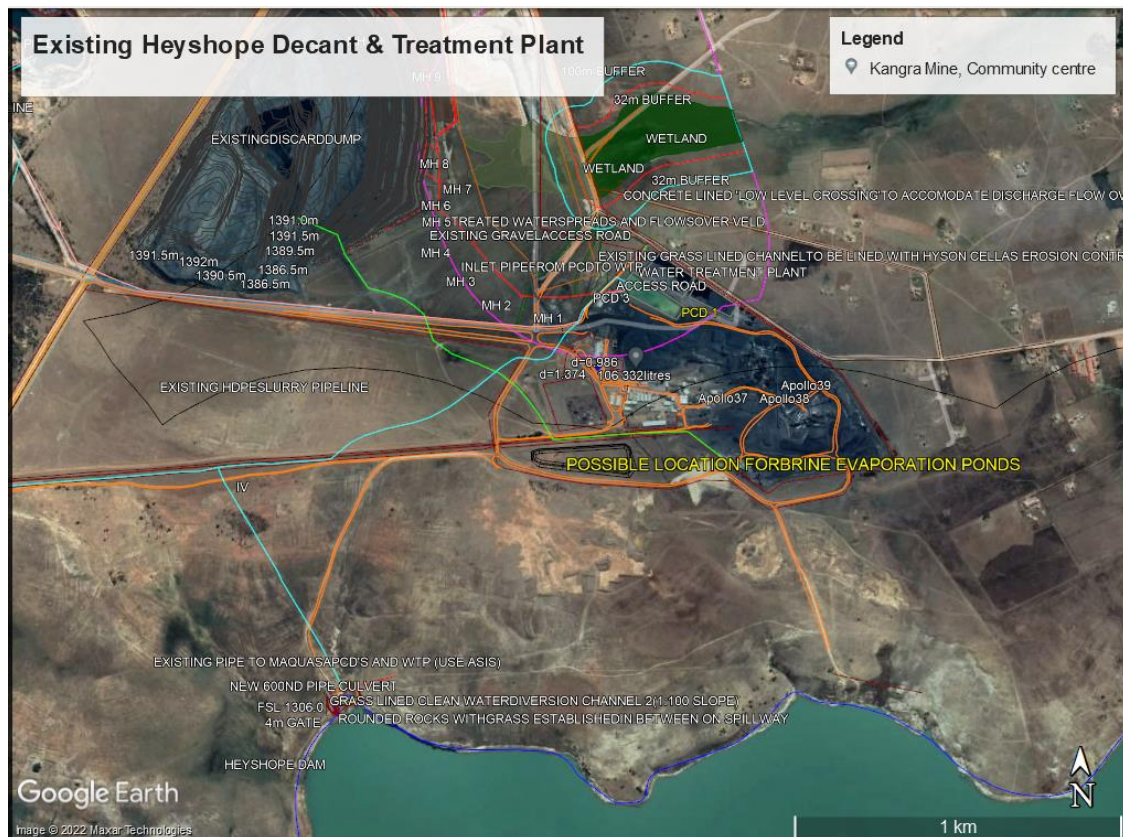 Existing Heyshope Decant & Treatment Plant
Legend
Kangra Mine, Community centre
MH 9
100m BUFFER
32m BUFFER
INE
EXISTINGDISCARDDUMP
WETLAND
WETLAND
MH 8
32m BUFFER
MH 7
CONCRETE LINED 'LOW LEVEL CROSSING'TO ACCOMODATE DISCHARGE FLOW OV
MH 6
1391.0m
MH 5
TREATED WATERSPREADS AND FLOWSOVER VELD
1391.5m
EXISTING GRAVELACCESS ROAD
1391.5m
1392m
1389.5m
MH 4
EXISTING GRASS LINED CHANNELTO BE LINED WITH HYSON CELLAS EROSION CONTR
1390.5m
1386.5m
INLET PIPEFROM PCDTO WTP
WATER TREATMENT PLANT
1386.5m
MH 3
ACCESS ROAD
MH 2
PCD 3
MH 1
PCD 1
d=0.986
d=1.374
106 332litres
EXISTING HDPESLURRY PIPELINE
Apollo39
Apollo37
Apollo38
POSSIBLE LOCATION FORBRINE EVAPORATION PONDS
IV
EXISTING PIPE TO MAQUSAPCD'S AND WTP (USE ASIS)
NEW 600ND PIPE CULVERT
GRASS LINED CLEAN WATERDIVERSION CHANNEL 2(1:100 SLOPE)
FSL 1306.0
4m GATE
ROUNDED ROCKS WITHGRASS ESTABLISHEDIN BETWEEN ON SPILLWAY
HEYSHOPE DAM
Google Earth
N
Image © 2022 Maxar Technologies
1 km